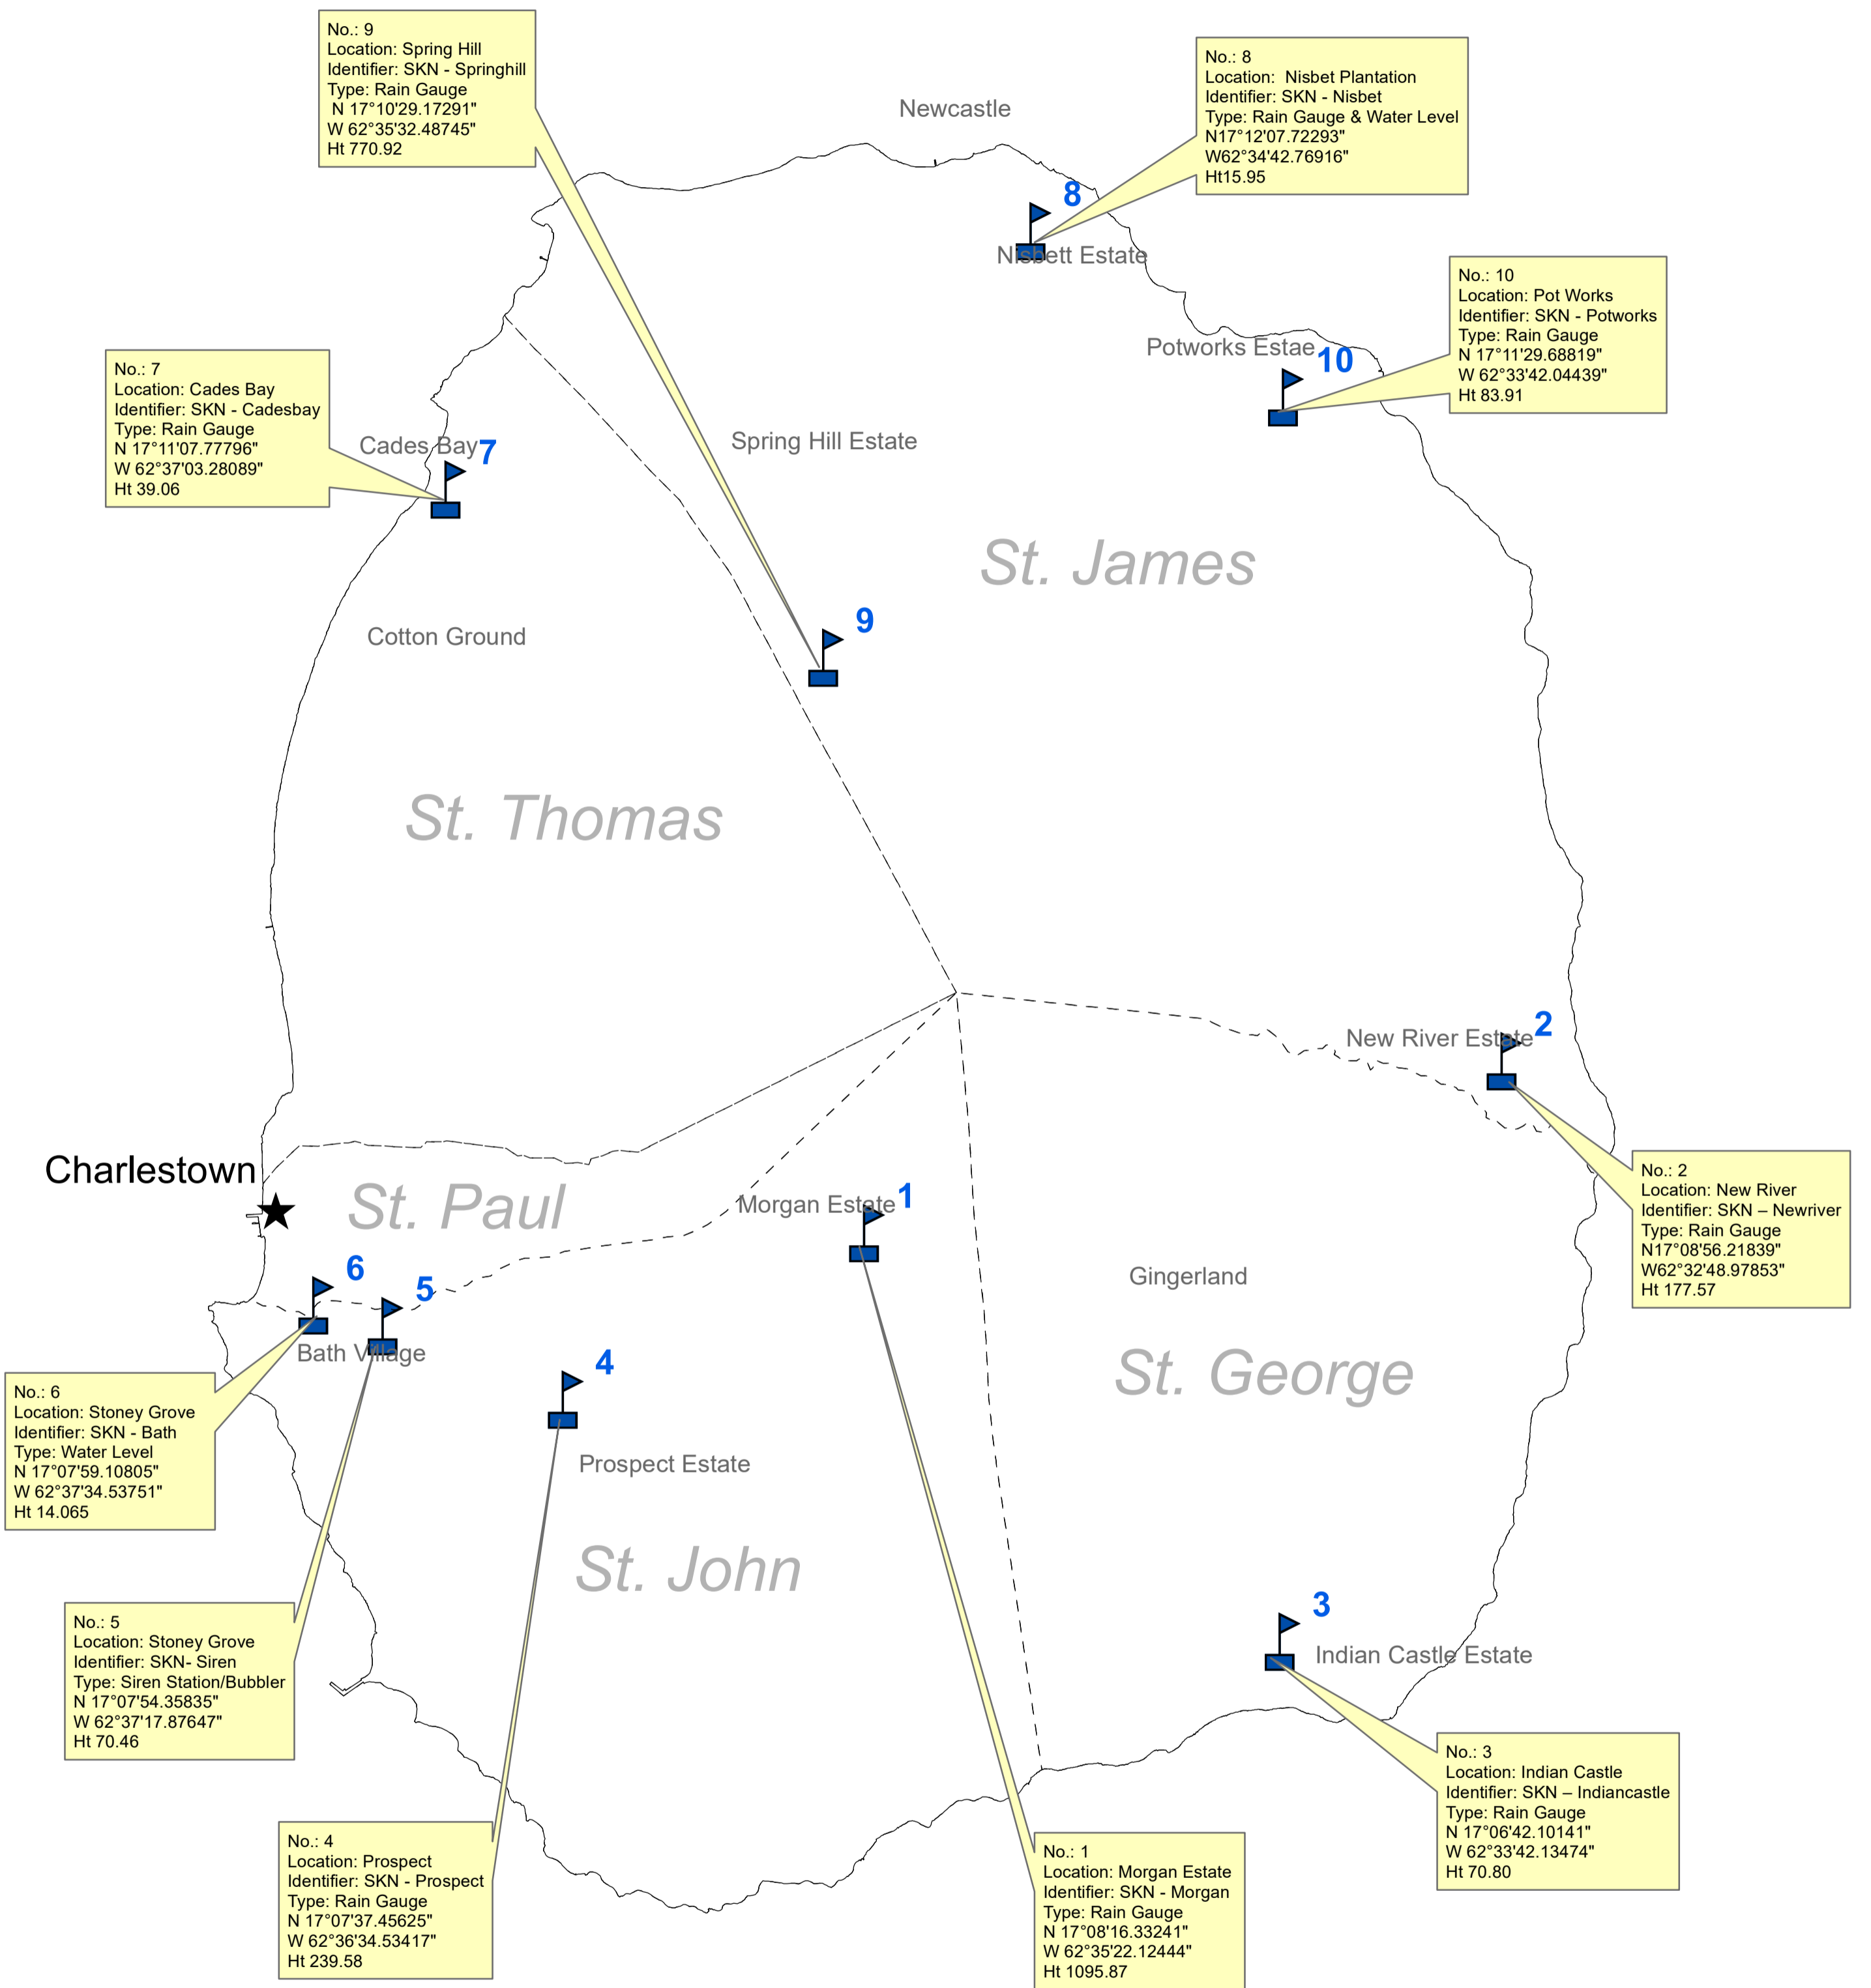 No.: 9
Location: Spring Hill
Identifier: SKN - Springhill
Type: Rain Gauge
N 17°10'29.17291"
W 62°35'32.48745"
Ht 770.92
Newcastle
No.: 8
Location:  Nisbet Plantation
Identifier: SKN - Nisbet
Type: Rain Gauge & Water Level
N17°12'07.72293"
W62°34'42.76916"
Ht15.95
8
Nisbett Estate
No.: 10
Location: Pot Works
Identifier: SKN - Potworks
Type: Rain Gauge
N 17°11'29.68819"
W 62°33'42.04439"
Ht 83.91
Potworks Estae
10
No.: 7
Location: Cades Bay
Identifier: SKN - Cadesbay
Type: Rain Gauge
N 17°11'07.77796"
W 62°37'03.28089"
Ht 39.06
Cades Bay
7
Spring Hill Estate
St. James
9
Cotton Ground
St. Thomas
New River Estate
2
Charlestown
St. Paul
Morgan Estate
1
No.: 2
Location: New River
Identifier: SKN – Newriver
Type: Rain Gauge
N17°08'56.21839"
W62°32'48.97853"
Ht 177.57
6
5
Gingerland
Bath Village
4
St. George
No.: 6
Location: Stoney Grove
Identifier: SKN - Bath
Type: Water Level
N 17°07'59.10805"
W 62°37'34.53751"
Ht 14.065
Prospect Estate
St. John
No.: 5
Location: Stoney Grove
Identifier: SKN- Siren
Type: Siren Station/Bubbler
N 17°07'54.35835"
W 62°37'17.87647"
Ht 70.46
3
Indian Castle Estate
No.: 3
Location: Indian Castle
Identifier: SKN – Indiancastle
Type: Rain Gauge
N 17°06'42.10141"
W 62°33'42.13474"
Ht 70.80
No.: 4
Location: Prospect
Identifier: SKN - Prospect
Type: Rain Gauge
N 17°07'37.45625"
W 62°36'34.53417"
Ht 239.58
No.: 1
Location: Morgan Estate
Identifier: SKN - Morgan
Type: Rain Gauge
N 17°08'16.33241"
W 62°35'22.12444"
Ht 1095.87